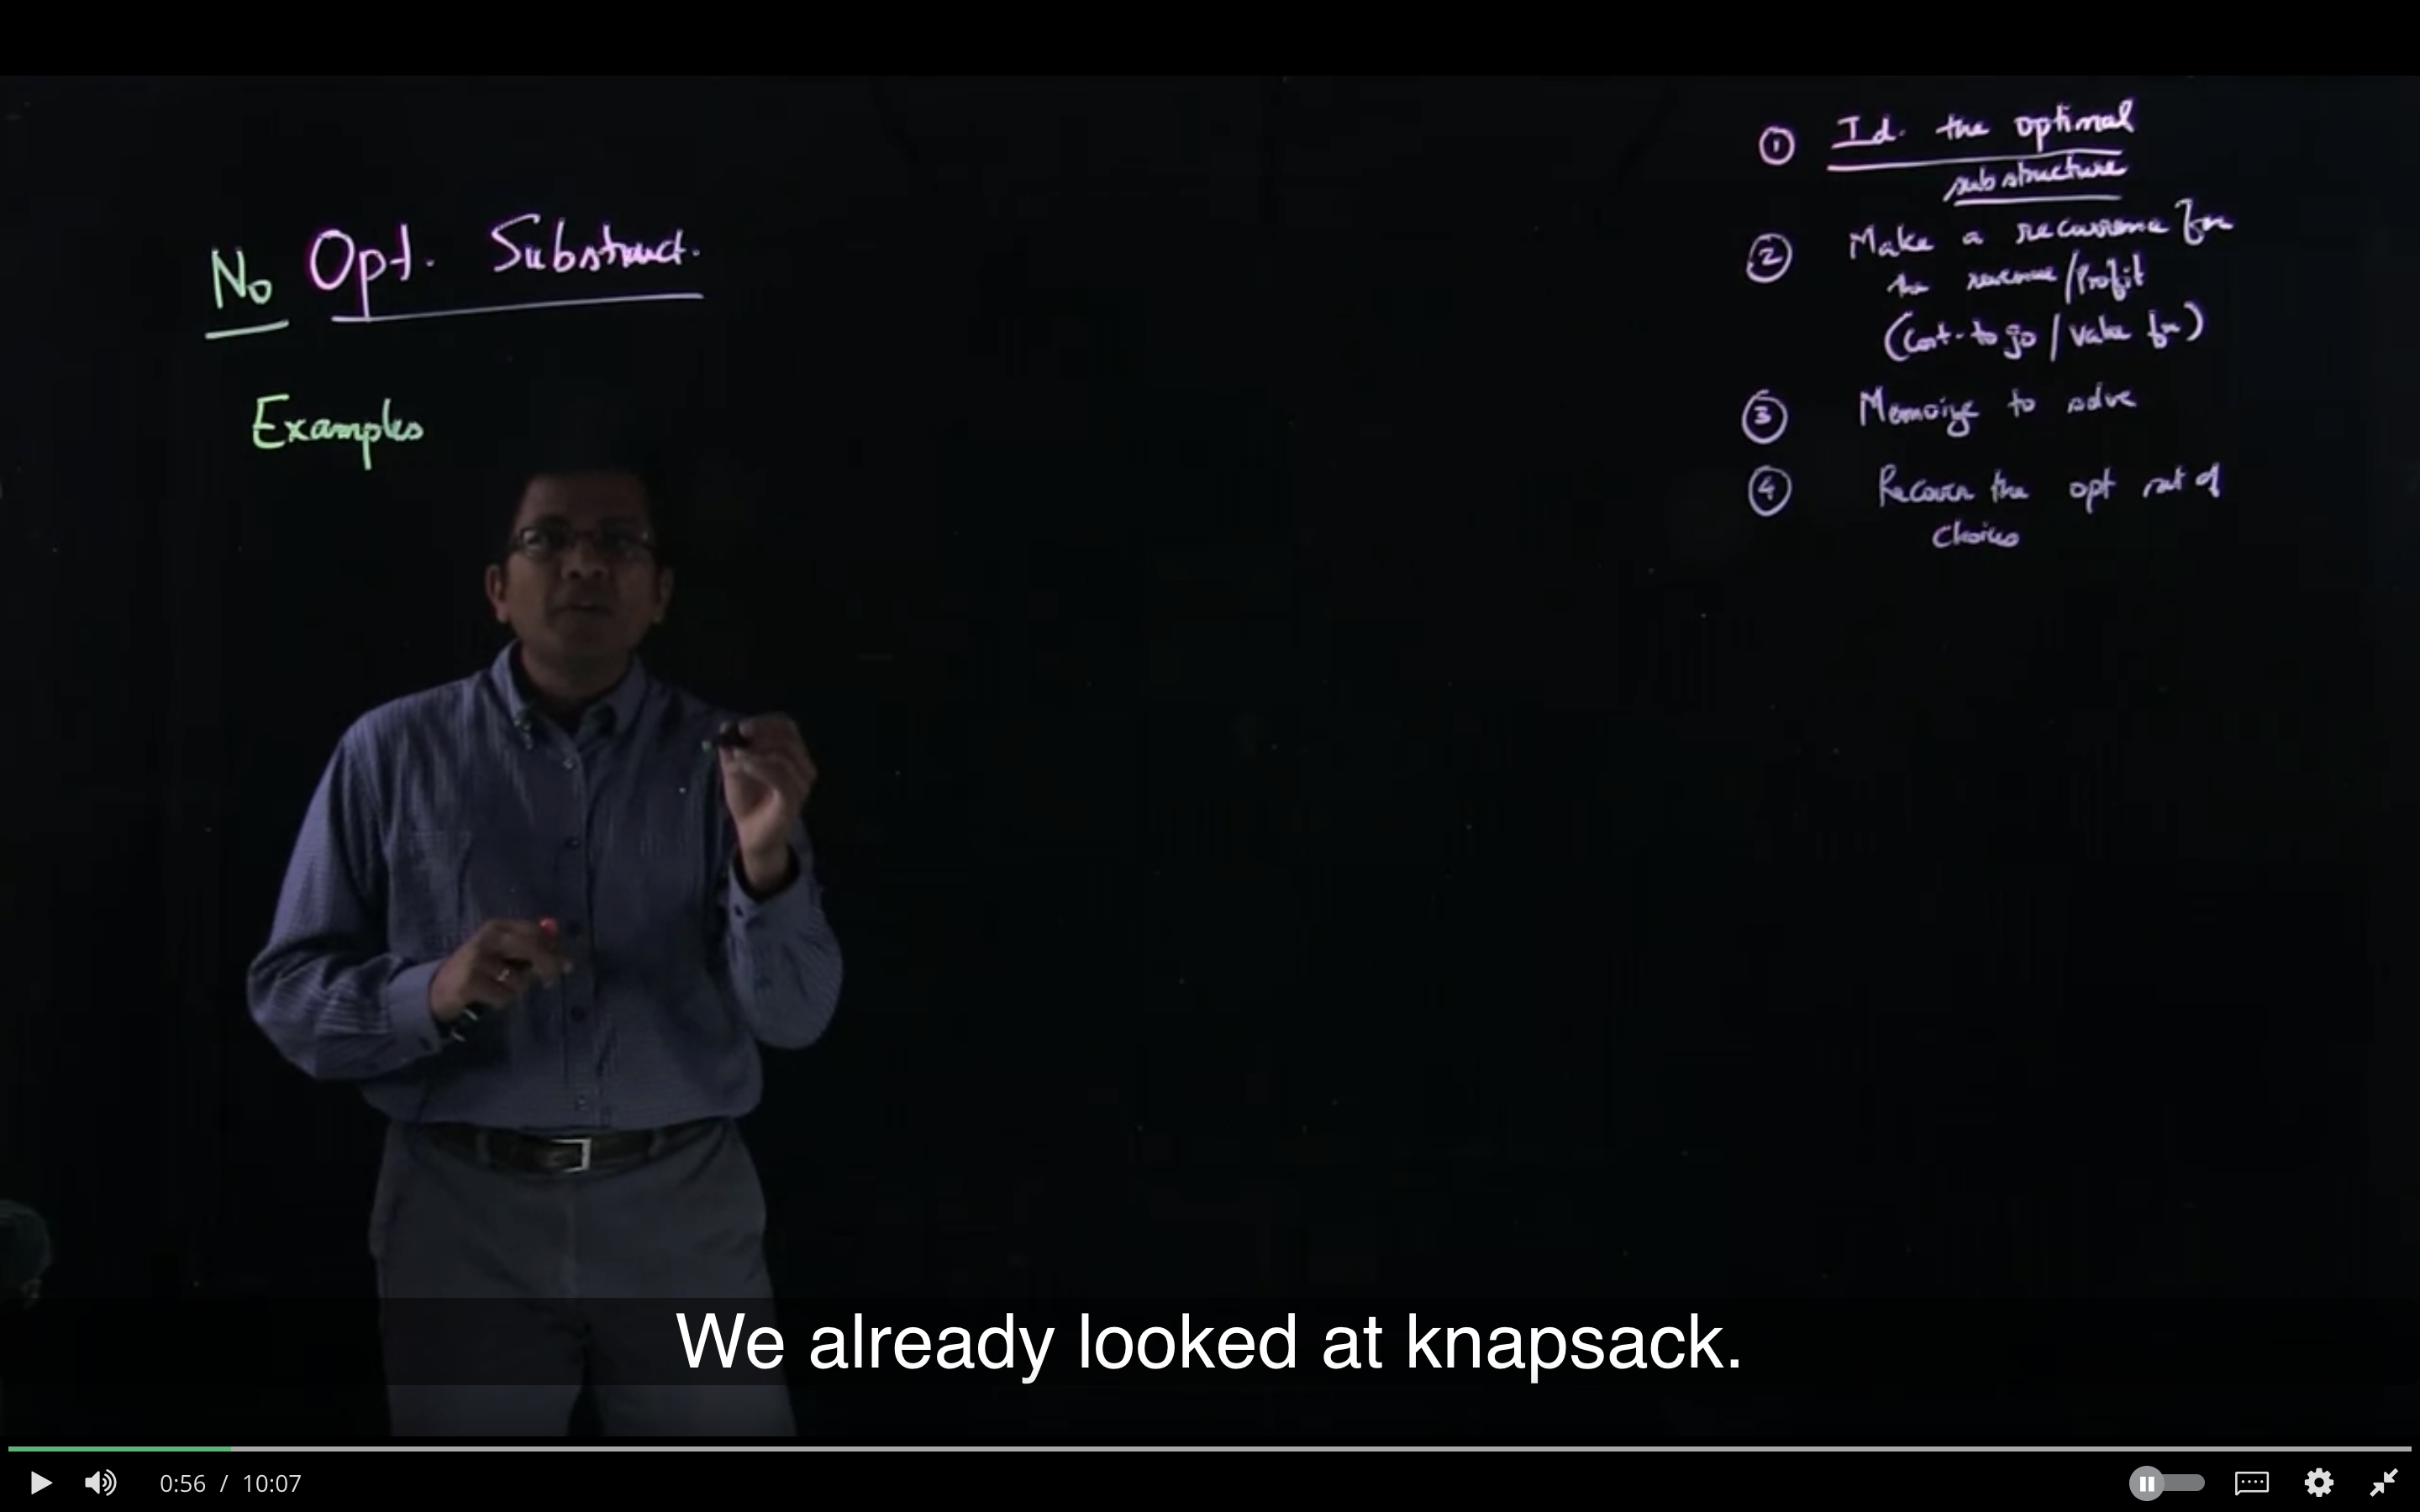 No Opt. Substruct.
Examples
① Id. the optimal
substructure
② Make a recurrence for
the revenue/Profit
(Cost-to go / Value fn)
③ Memoize to solve
④ Recover the opt set of
choices
We already looked at knapsack.
0:56 / 10:07